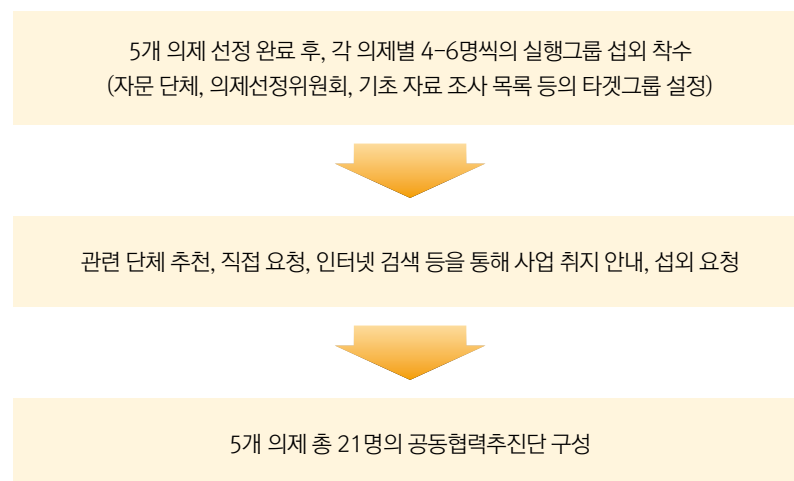 5개 의제 선정 완료 후, 각 의제별 4-6명씩의 실행그룹 섭외 착수
(자문 단체, 의제선정위원회, 기초 자료 조사 목록 등의 타겟그룹 설정)
관련 단체 추천, 직접 요청, 인터넷 검색 등을 통해 사업 취지 안내, 섭외 요청
5개 의제 총 21명의 공동협력추진단 구성